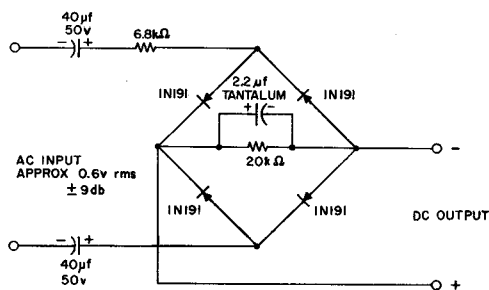 40µf
50v
- +
6.8kΩ
2.2µf
TANTALUM
1N191
1N191
+ -
20kΩ
AC INPUT
APPROX 0.6v rms
± 9db
1N191
1N191
-
DC OUTPUT
- +
40µf
50v
+